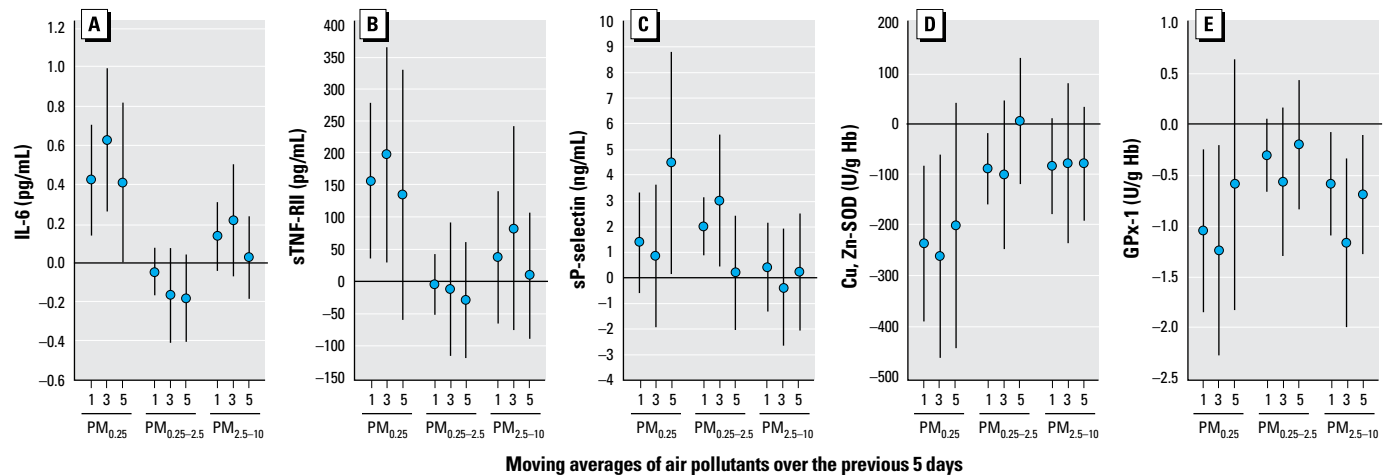 A
IL-6 (pg/mL)
1.2
1.0
0.8
0.6
0.4
0.2
0.0
–0.2
–0.4
–0.6
1 3 5 1 3 5 1 3 5
PM0.25 PM0.25–2.5 PM2.5–10
B
sTNF-RII (pg/mL)
400
350
300
250
200
150
100
50
0
–50
–100
–150
1 3 5 1 3 5 1 3 5
PM0.25 PM0.25–2.5 PM2.5–10
C
sP-selectin (ng/mL)
10
9
8
7
6
5
4
3
2
1
0
–1
–2
–3
–4
1 3 5 1 3 5 1 3 5
PM0.25 PM0.25–2.5 PM2.5–10
D
Cu, Zn-SOD (U/g Hb)
200
100
0
–100
–200
–300
–400
–500
1 3 5 1 3 5 1 3 5
PM0.25 PM0.25–2.5 PM2.5–10
E
GPx-1 (U/g Hb)
1.0
0.5
0.0
–0.5
–1.0
–1.5
–2.0
–2.5
1 3 5 1 3 5 1 3 5
PM0.25 PM0.25–2.5 PM2.5–10
Moving averages of air pollutants over the previous 5 days